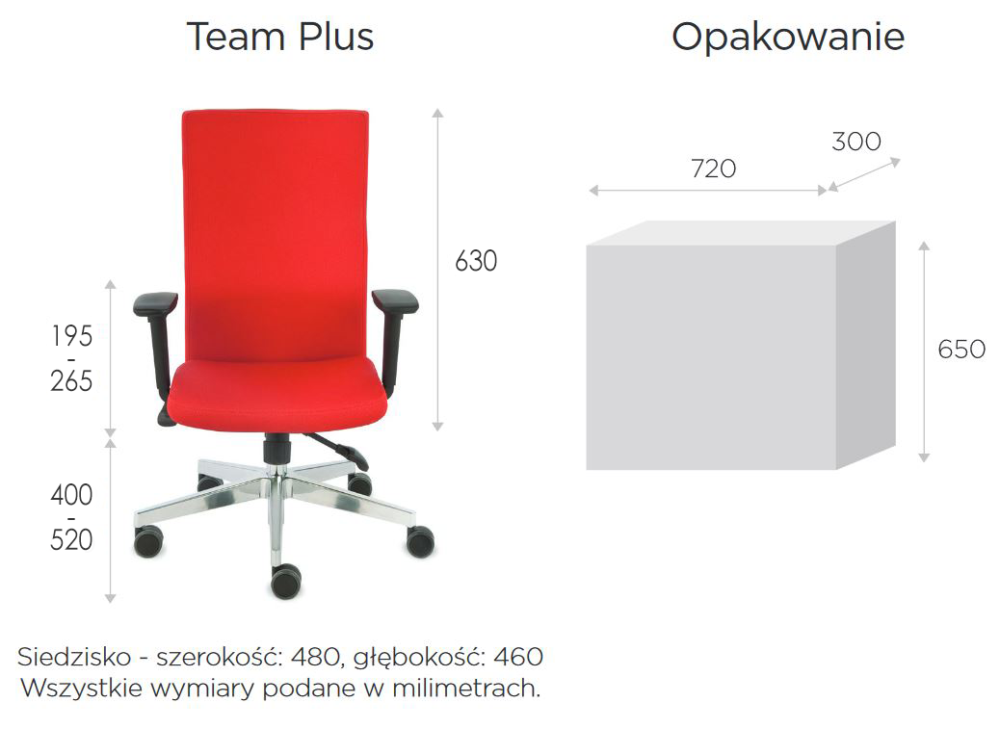 Team Plus
Opakowanie
300
720
630
195
-
265
650
400
-
520
Siedzisko - szerokość: 480, głębokość: 460
Wszystkie wymiary podane w milimetrach.